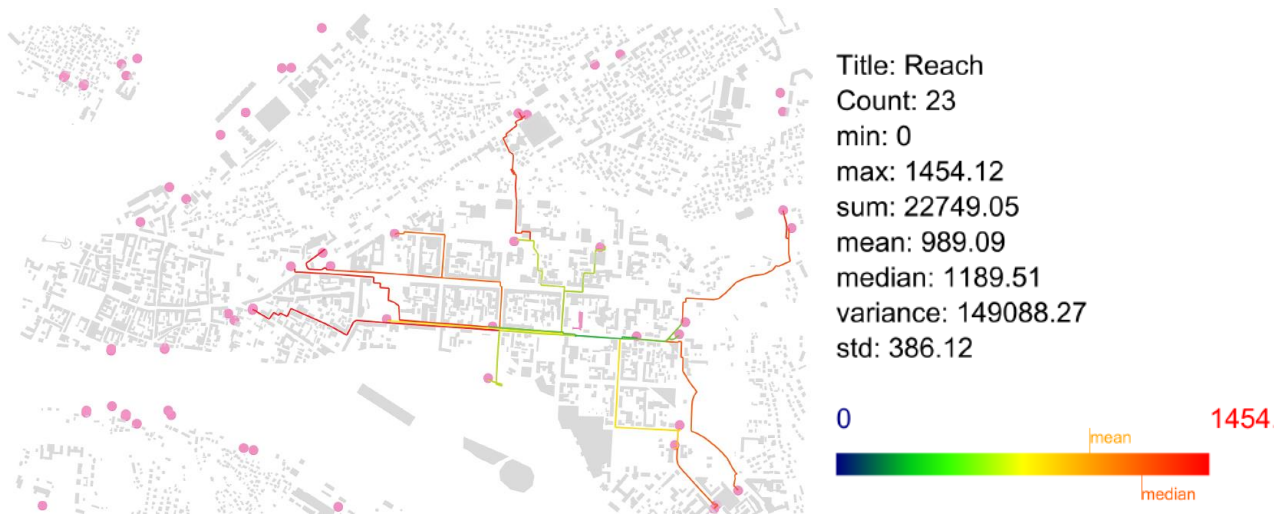 Title: Reach
Count: 23
min: 0
max: 1454.12
sum: 22749.05
mean: 989.09
median: 1189.51
variance: 149088.27
std: 386.12
0
1454.
mean
median